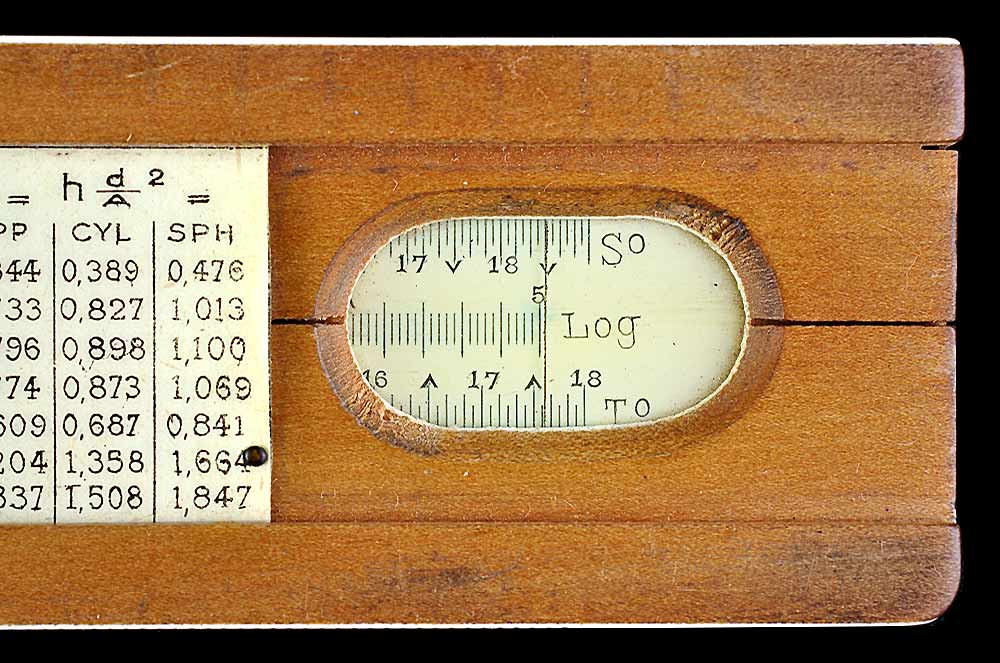 = h d/A ² =
PP CYL SPH
344 0,389 0,476
733 0,827 1,013
796 0,898 1,100
774 0,873 1,069
609 0,687 0,841
204 1,358 1,664
337 1,508 1,847
17 18 So
5
Log
16 17 18
To